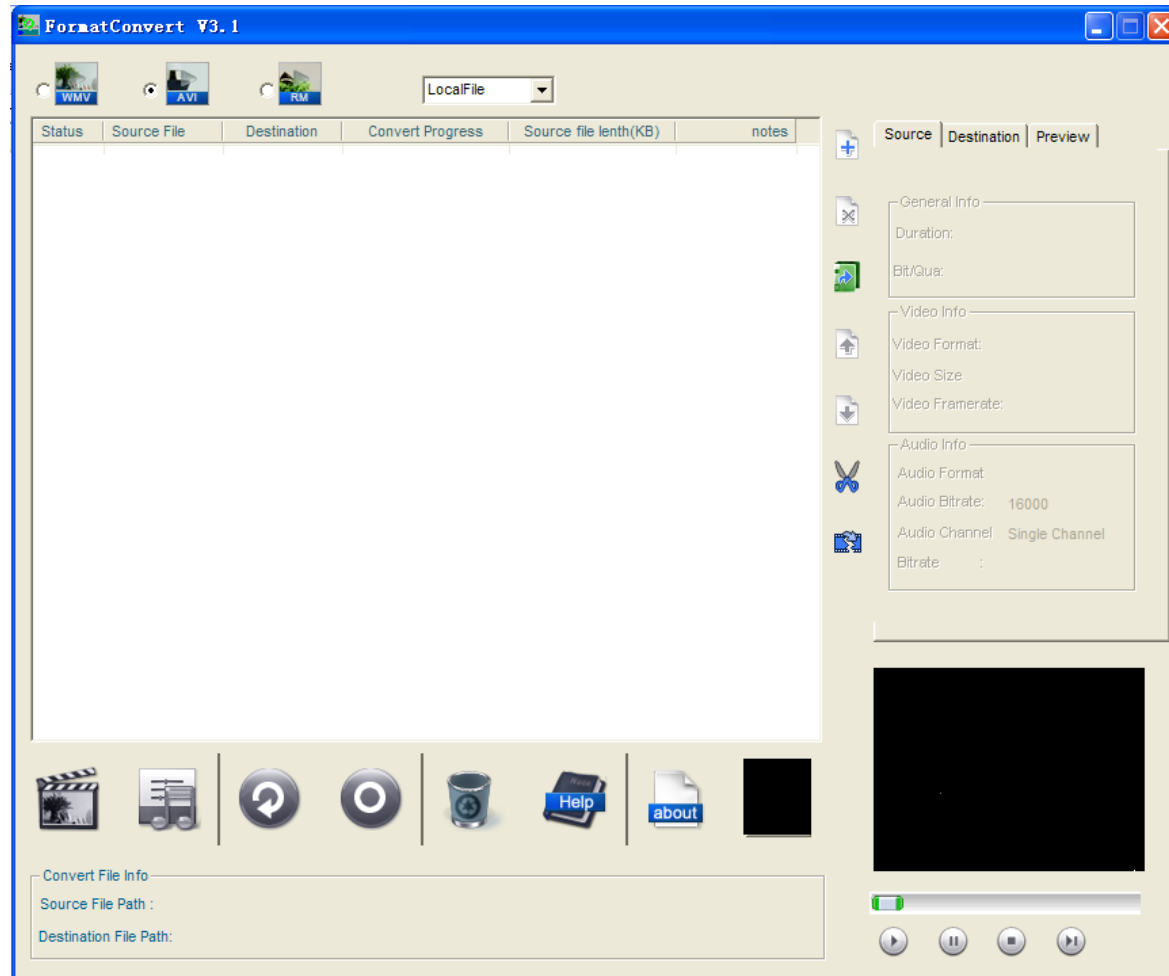 FormatConvert V3.1
WMV AVI RM LocalFile
Status Source File Destination Convert Progress Source file lenth(KB) notes
Source Destination Preview
General Info
Duration:
Bit/Qua:
Video Info
Video Format:
Video Size
Video Framerate:
Audio Info
Audio Format
Audio Bitrate: 16000
Audio Channel Single Channel
Bitrate :
Help about
Convert File Info
Source File Path :
Destination File Path: